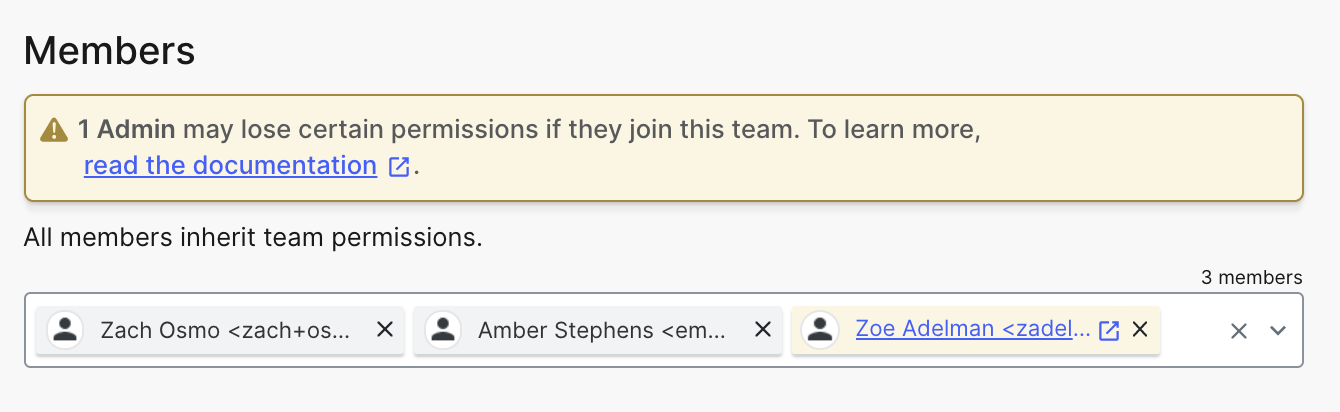 Members
1 Admin may lose certain permissions if they join this team. To learn more,
read the documentation.
All members inherit team permissions.
3 members
Zach Osmo <zach+os... Amber Stephens <em... Zoe Adelman <zadel...